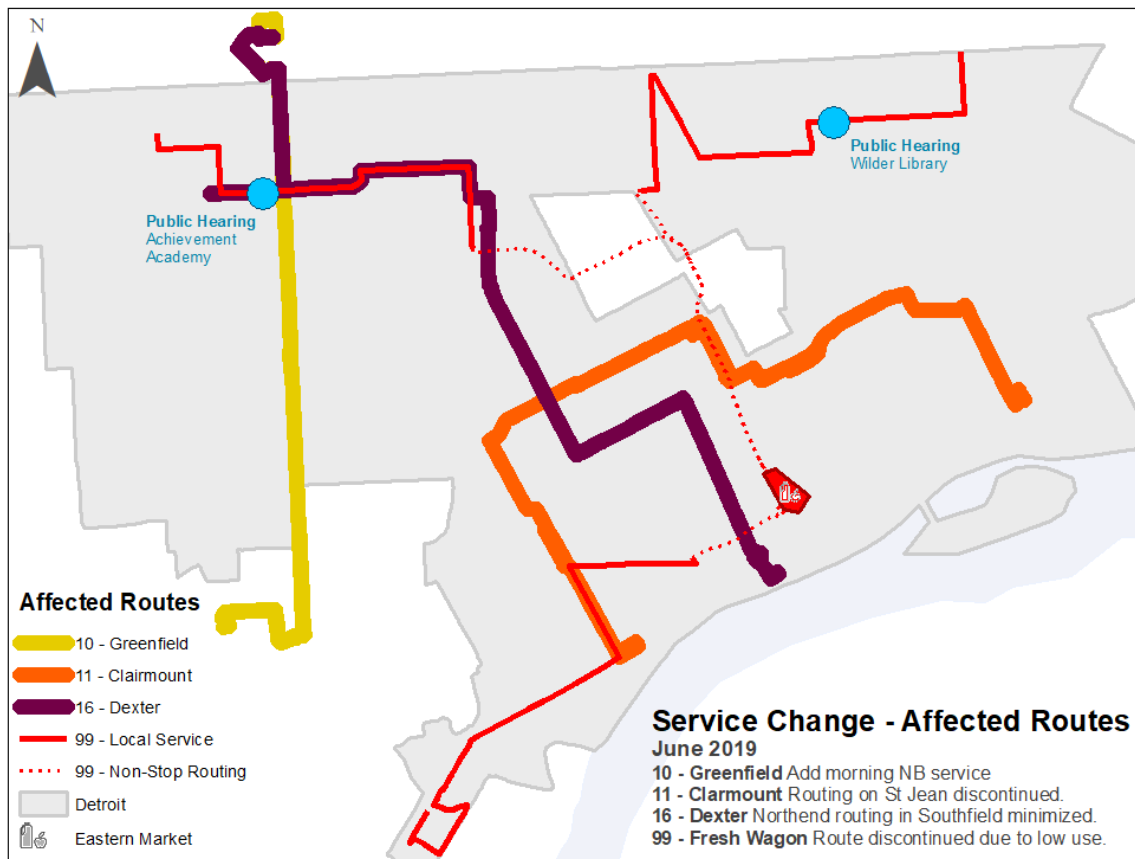 N
Public Hearing
Wilder Library
Public Hearing
Achievement
Academy
Affected Routes
10 - Greenfield
11 - Clairmount
16 - Dexter
99 - Local Service
99 - Non-Stop Routing
Detroit
Eastern Market
Service Change - Affected Routes
June 2019
10 - Greenfield Add morning NB service
11 - Clarmount Routing on St Jean discontinued.
16 - Dexter Northend routing in Southfield minimized.
99 - Fresh Wagon Route discontinued due to low use.